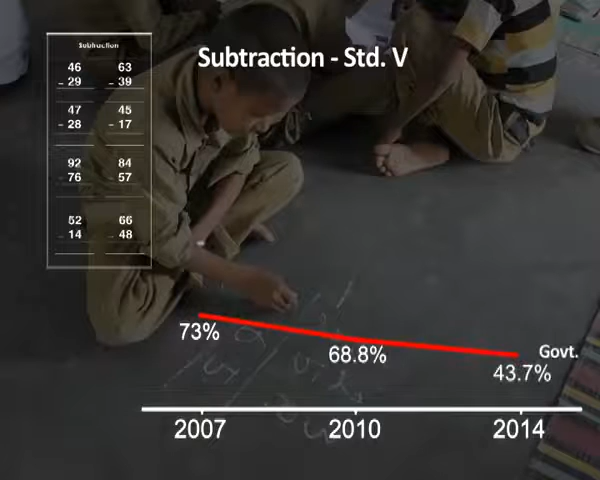 Subtraction
46 63
- 29 - 39
47 45
- 28 - 17
92 84
- 76 - 57
52 66
- 14 - 48
Subtraction - Std. V
73%
68.8%
Govt.
43.7%
2007 2010 2014